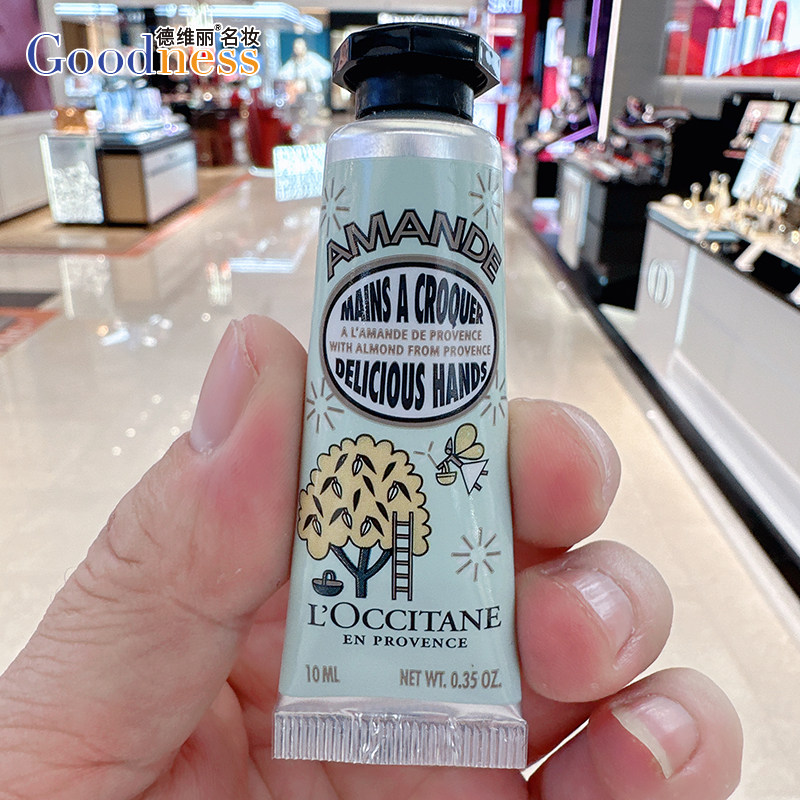 Goodness
德维丽®名妆
AMANDE
MAINS A CROQUER
À L'AMANDE DE PROVENCE
WITH ALMOND FROM PROVENCE
DELICIOUS HANDS
L'OCCITANE
EN PROVENCE
10 ML NET WT. 0.35 OZ.